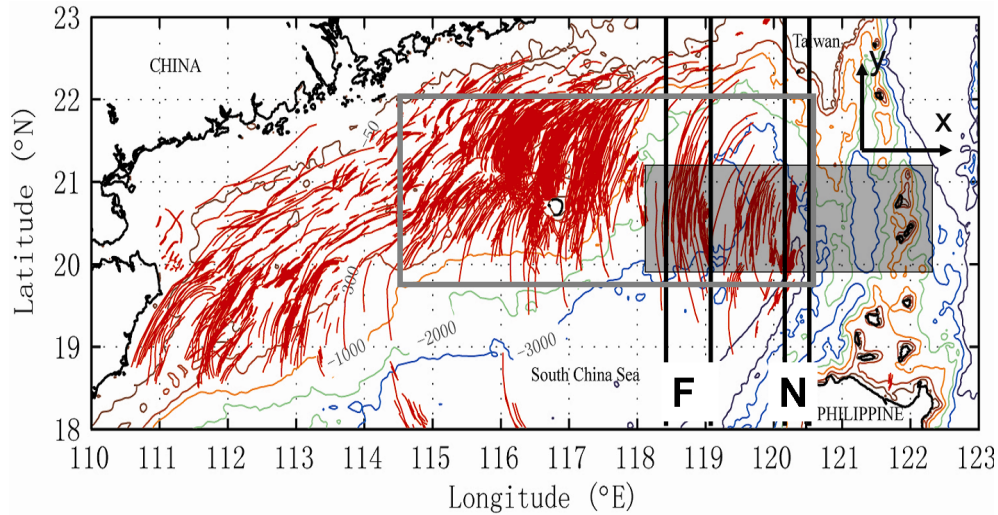 23
22
21
20
19
18
Latitude (°N)
CHINA
Taiwan
y
x
-50
-300
-1000
-2000
-3000
South China Sea
F
N
PHILIPPINE
110 111 112 113 114 115 116 117 118 119 120 121 122 123
Longitude (°E)